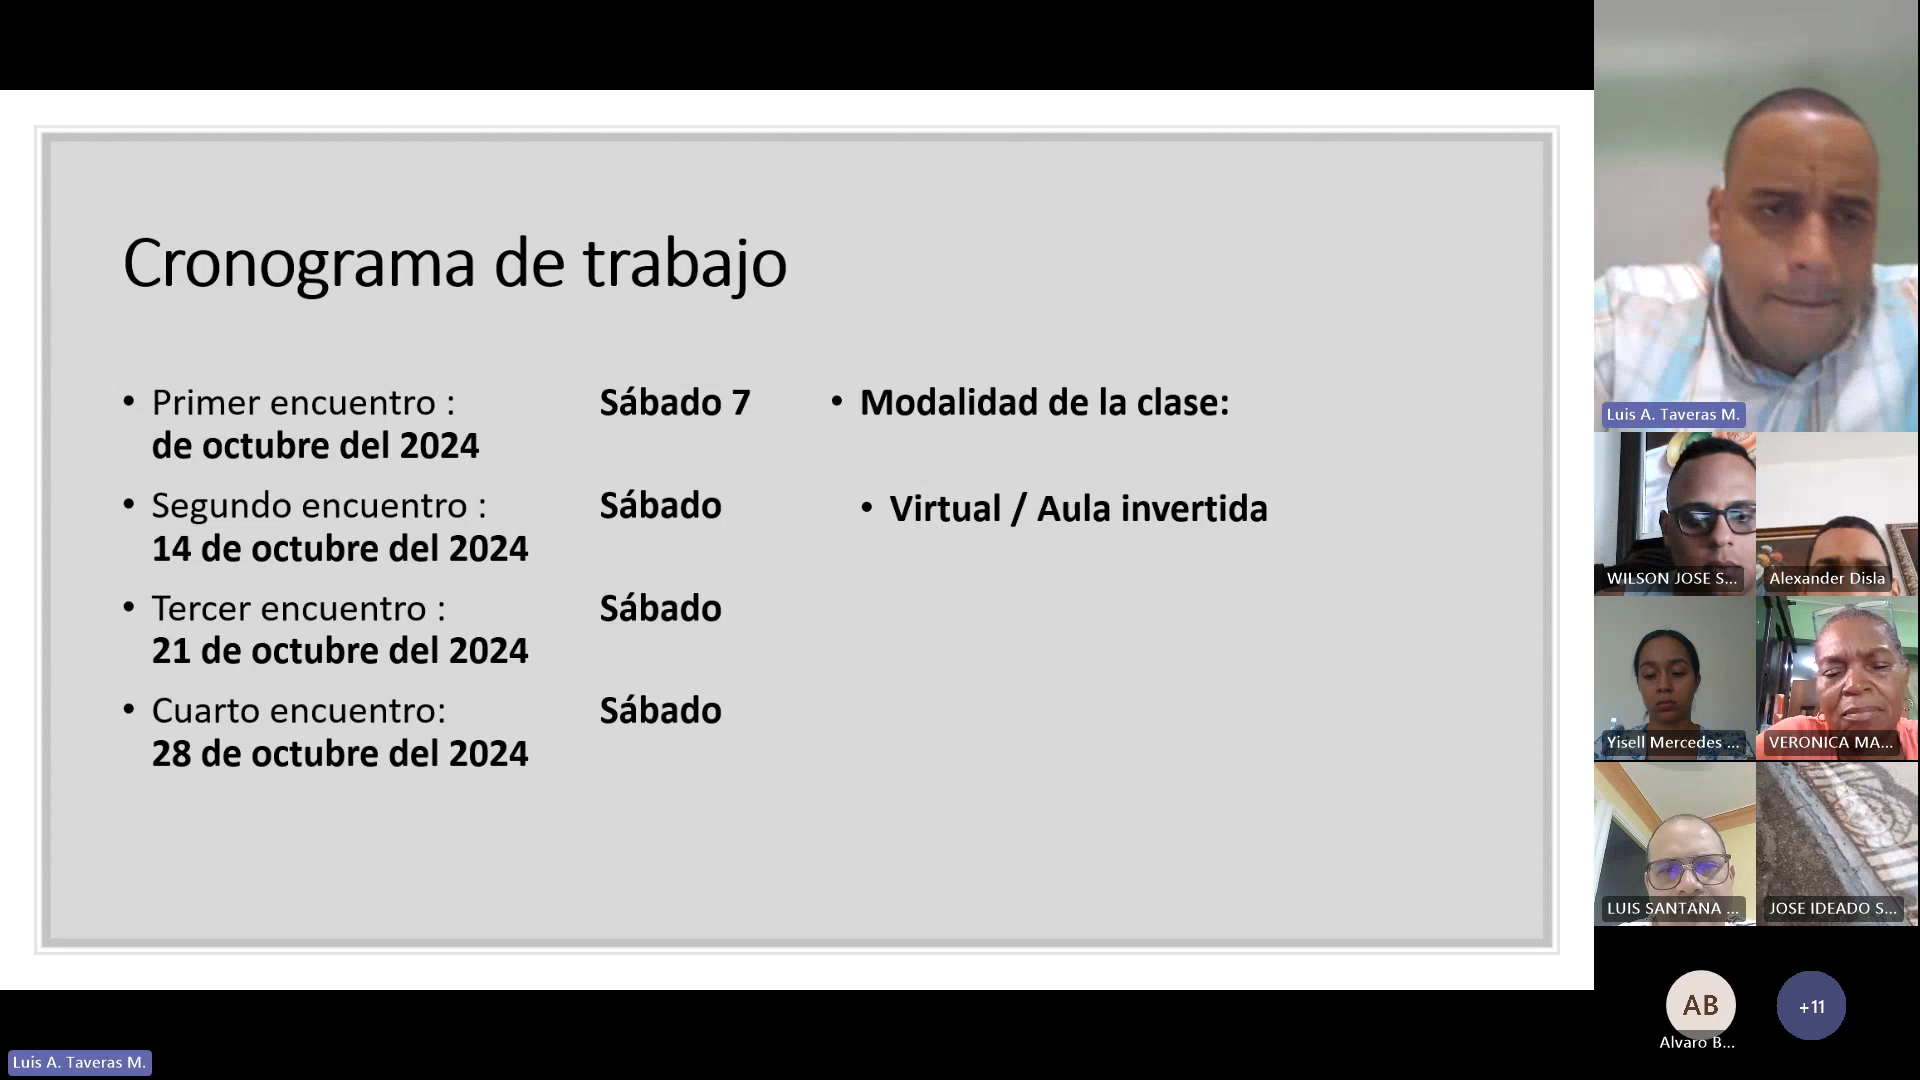 Cronograma de trabajo
• Primer encuentro : Sábado 7
de octubre del 2024
• Segundo encuentro : Sábado
14 de octubre del 2024
• Tercer encuentro : Sábado
21 de octubre del 2024
• Cuarto encuentro: Sábado
28 de octubre del 2024
• Modalidad de la clase:
• Virtual / Aula invertida
Luis A. Taveras M.
WILSON JOSE S...
Alexander Disla
Yisell Mercedes ...
VERONICA MA...
LUIS SANTANA ...
JOSE IDEADO S...
AB
Alvaro B...
+11
Luis A. Taveras M.